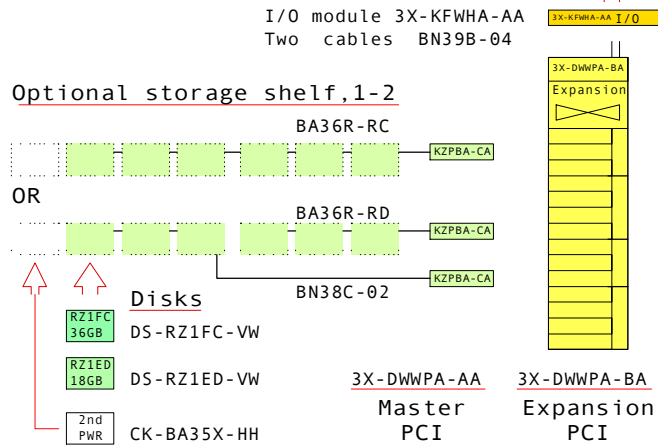 I/O module 3X-KFWHA-AA
3X-KFWHA-AA I/O
Two cables BN39B-04
3X-DWWPA-BA
Expansion
Optional storage shelf,1-2
BA36R-RC
KZPBA-CA
OR
BA36R-RD
KZPBA-CA
KZPBA-CA
BN38C-02
Disks
RZ1FC
36GB
DS-RZ1FC-VW
RZ1ED
18GB
DS-RZ1ED-VW
2nd
PWR
CK-BA35X-HH
3X-DWWPA-AA
Master
PCI
3X-DWWPA-BA
Expansion
PCI